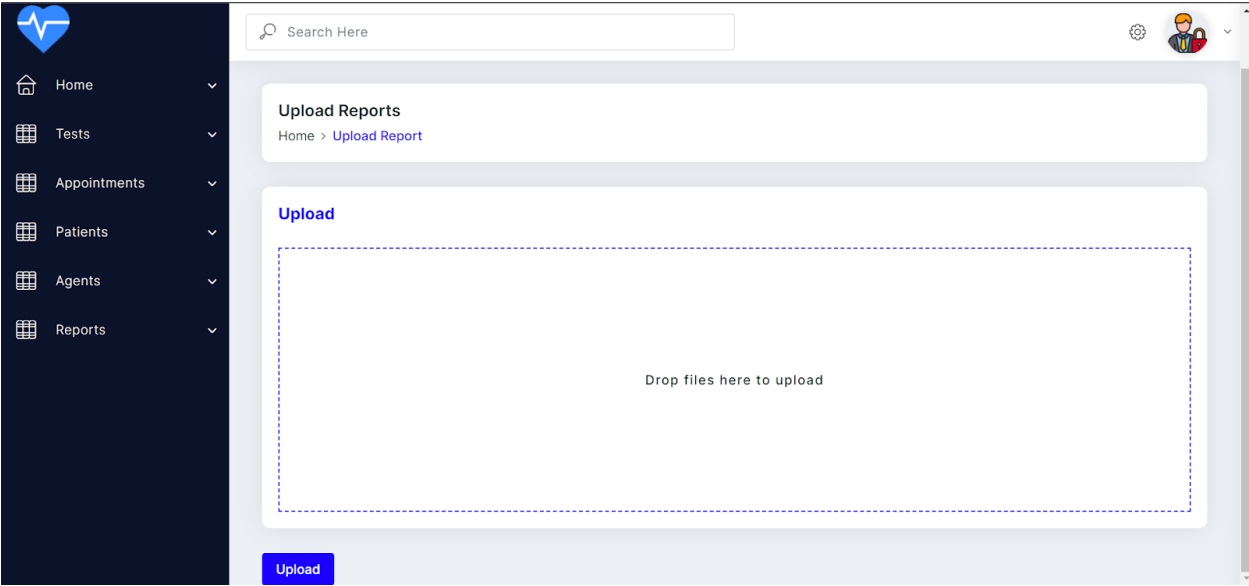 Search Here
Home
Tests
Appointments
Patients
Agents
Reports
Upload Reports
Home > Upload Report
Upload
Drop files here to upload
Upload